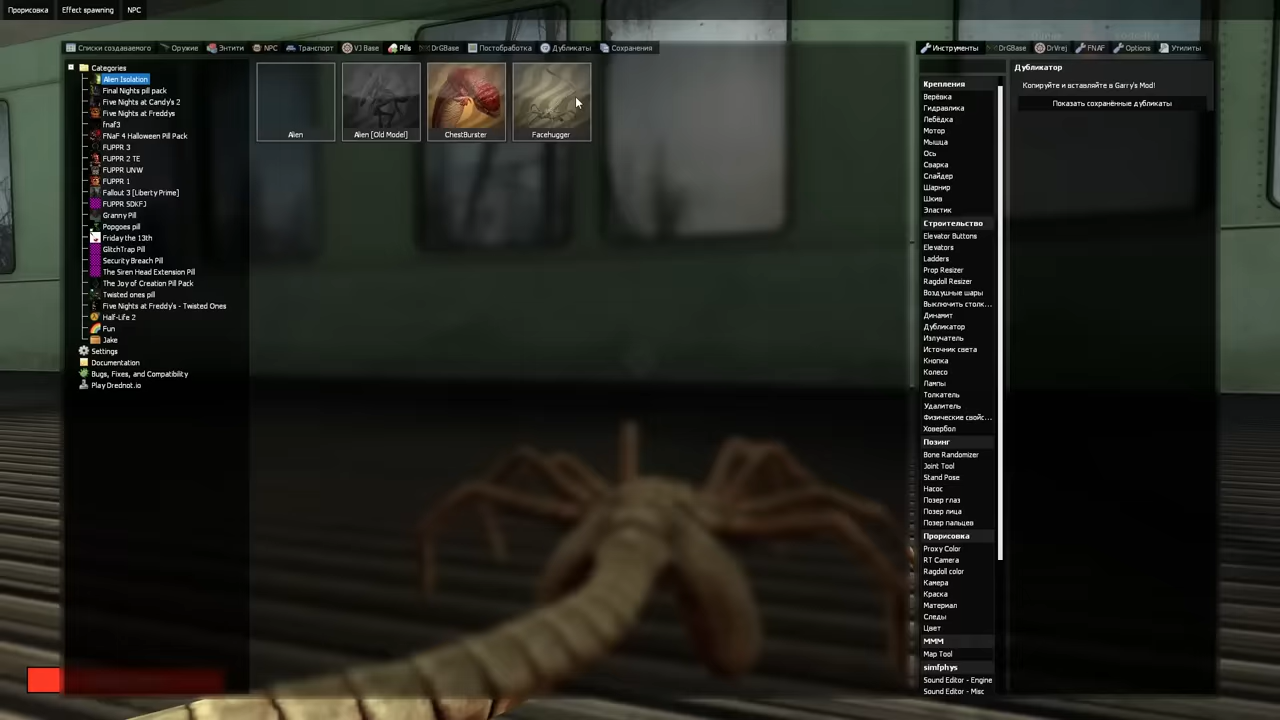 Прорисовка Effect spawning NPC
Списки создаваемого Оружие Энтити NPC Транспорт VJ Base Pills DrGBase Постобработка Дубликаты Сохранения
Categories
Alien Isolation
Final Nights pill pack
Five Nights at Candy's 2
Five Nights at Freddys
fnaf3
FNaF 4 Halloween Pill Pack
FUPPR 3
FUPPR 2 TE
FUPPR UNW
FUPPR 1
Fallout 3 [Liberty Prime]
FUPPR SDKFJ
Granny Pill
Popgoes pill
Friday the 13th
GlitchTrap Pill
Security Breach Pill
The Siren Head Extension Pill
The Joy of Creation Pill Pack
Twisted ones pill
Five Nights at Freddy's - Twisted Ones
Half-Life 2
Fun
Jake
Settings
Documentation
Bugs, Fixes, and Compatibility
Play Drednot.io
Alien
Alien [Old Model]
ChestBurster
Facehugger
Инструменты DrGBase DrVrej FNAF Options Утилиты
Крепления
Верёвка
Гидравлика
Лебёдка
Мотор
Мышца
Ось
Сварка
Слайдер
Шарнир
Шкив
Эластик
Строительство
Elevator Buttons
Elevators
Ladders
Prop Resizer
Ragdoll Resizer
Воздушные шары
Выключить столк...
Динамит
Дубликатор
Излучатель
Источник света
Кнопка
Колесо
Лампы
Толкатель
Удалитель
Физические свойс...
Ховербол
Позинг
Bone Randomizer
Joint Tool
Stand Pose
Насос
Позер глаз
Позер лица
Позер пальцев
Прорисовка
Proxy Color
RT Camera
Ragdoll color
Камера
Краска
Материал
Следы
Цвет
МММ
Map Tool
simfphys
Sound Editor - Engine
Sound Editor - Misc
Дубликатор
Копируйте и вставляйте в Garry's Mod!
Показать сохранённые дубликаты